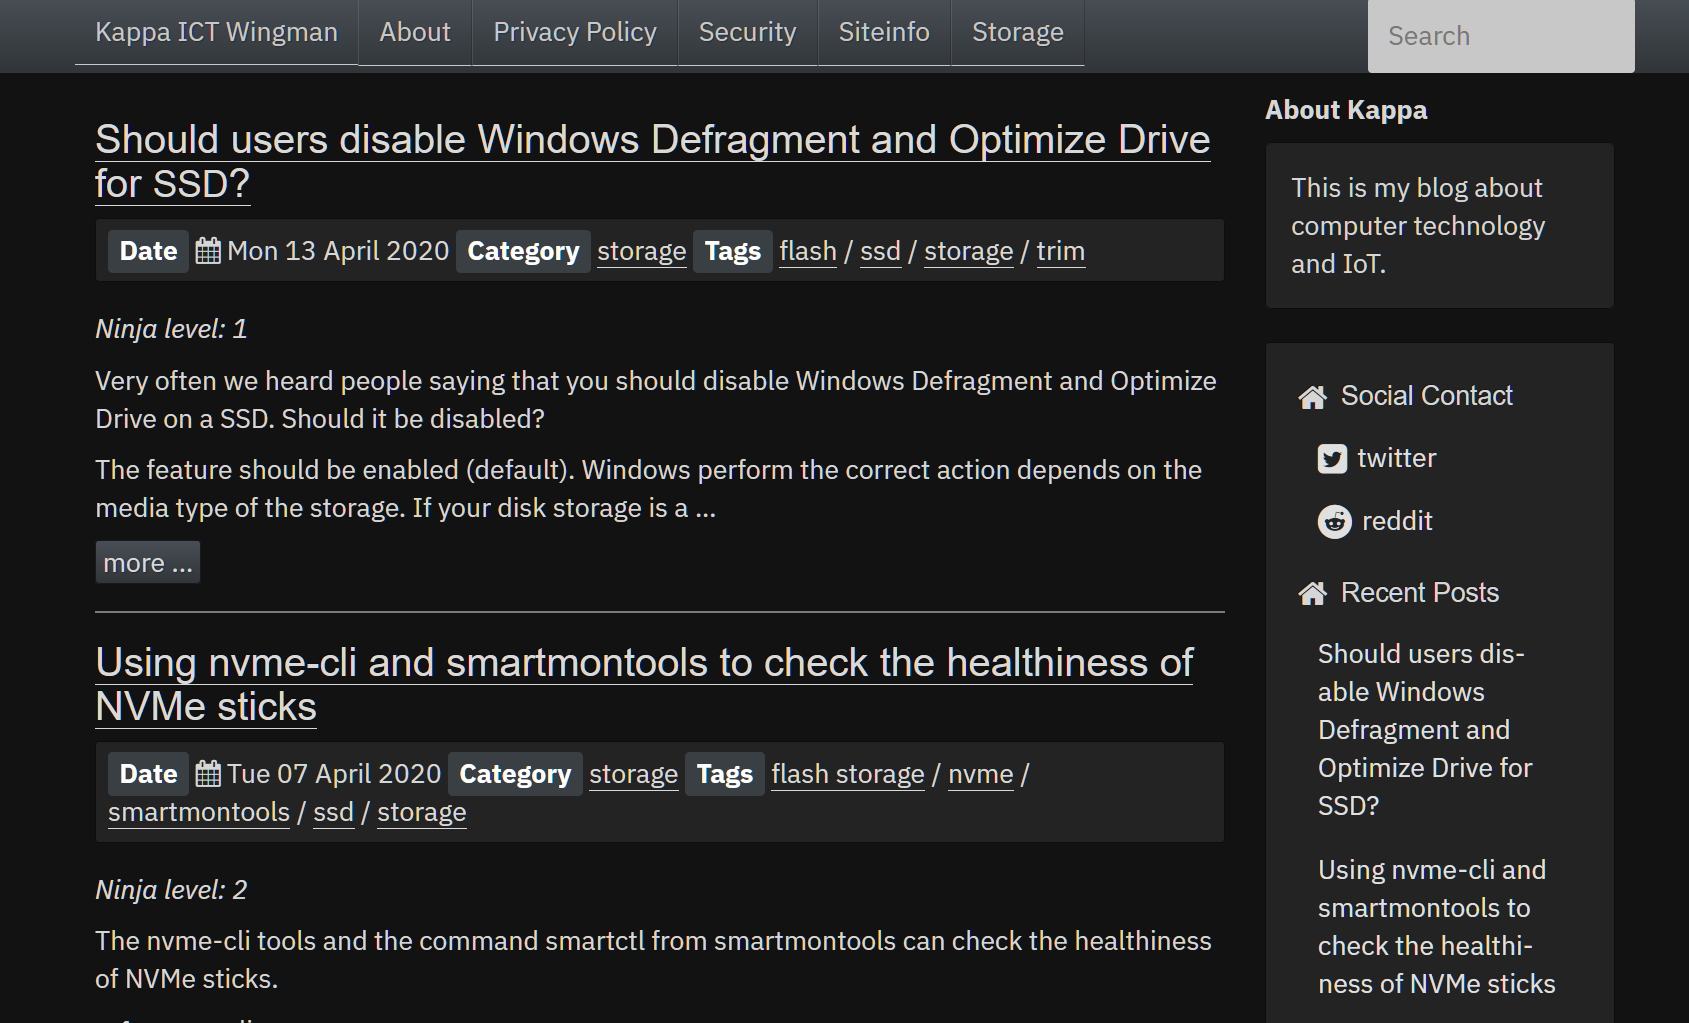 Kappa ICT Wingman About Privacy Policy Security Siteinfo Storage Search
Should users disable Windows Defragment and Optimize Drive
for SSD?
Date Mon 13 April 2020 Category storage Tags flash / ssd / storage / trim
Ninja level: 1
Very often we heard people saying that you should disable Windows Defragment and Optimize
Drive on a SSD. Should it be disabled?
The feature should be enabled (default). Windows perform the correct action depends on the
media type of the storage. If your disk storage is a ...
more ...
Using nvme-cli and smartmontools to check the healthiness of
NVMe sticks
Date Tue 07 April 2020 Category storage Tags flash storage / nvme /
smartmontools / ssd / storage
Ninja level: 2
The nvme-cli tools and the command smartctl from smartmontools can check the healthiness
of NVMe sticks.
About Kappa
This is my blog about
computer technology
and IoT.
Social Contact
twitter
reddit
Recent Posts
Should users dis-
able Windows
Defragment and
Optimize Drive for
SSD?
Using nvme-cli and
smartmontools to
check the healthi-
ness of NVMe sticks